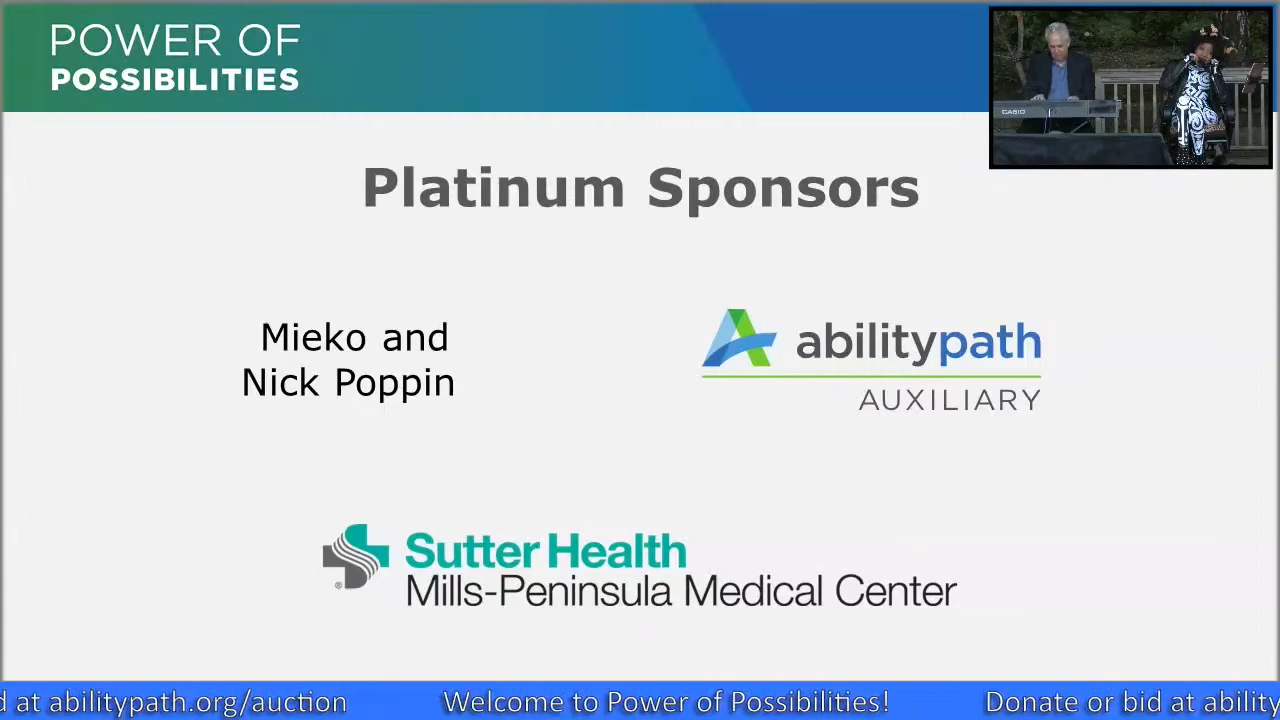 POWER OF
POSSIBILITIES
CASIO
Platinum Sponsors
Mieko and
Nick Poppin
abilitypath
AUXILIARY
Sutter Health
Mills-Peninsula Medical Center
®
d at abilitypath.org/auction Welcome to Power of Possibilities! Donate or bid at ability